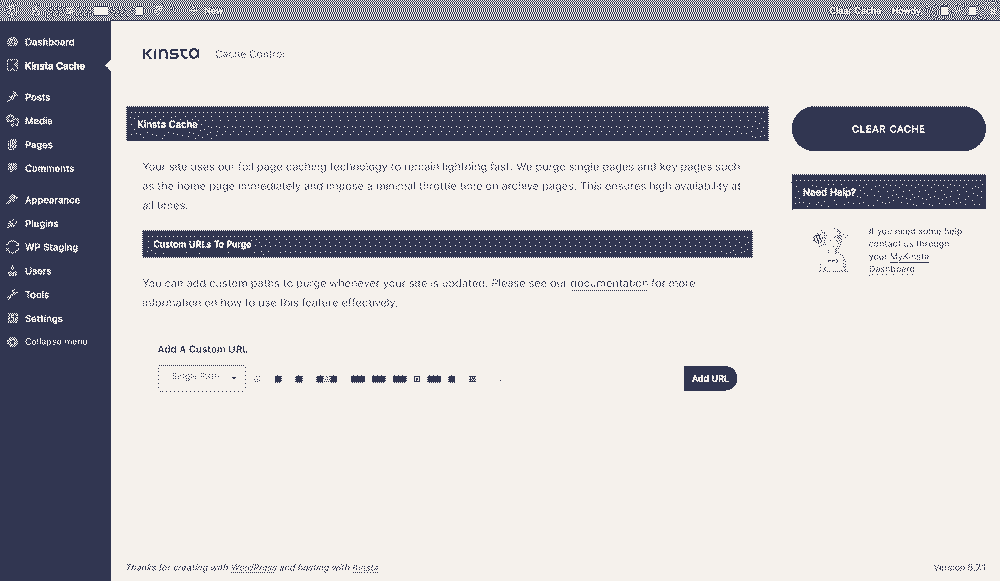 New
Clear Cache Howdy
Dashboard
Kinsta Cache
Posts
Media
Pages
Comments
Appearance
Plugins
WP Staging
Users
Tools
Settings
Collapse menu
KINSTA Cache Control
Kinsta Cache
Your site uses our full page caching technology to remain lightning fast. We purge single pages and key pages such
as the home page immediately and impose a minimal throttle time on archive pages. This ensures high availability at
all times.
Custom URLs To Purge
You can add custom paths to purge whenever your site is updated. Please see our documentation for more
information on how to use this feature effectively.
Add A Custom URL
Single Path
Add URL
CLEAR CACHE
Need Help?
If you need some help
contact us through
your MyKinsta
Dashboard
Thanks for creating with WordPress and hosting with Kinsta
Version